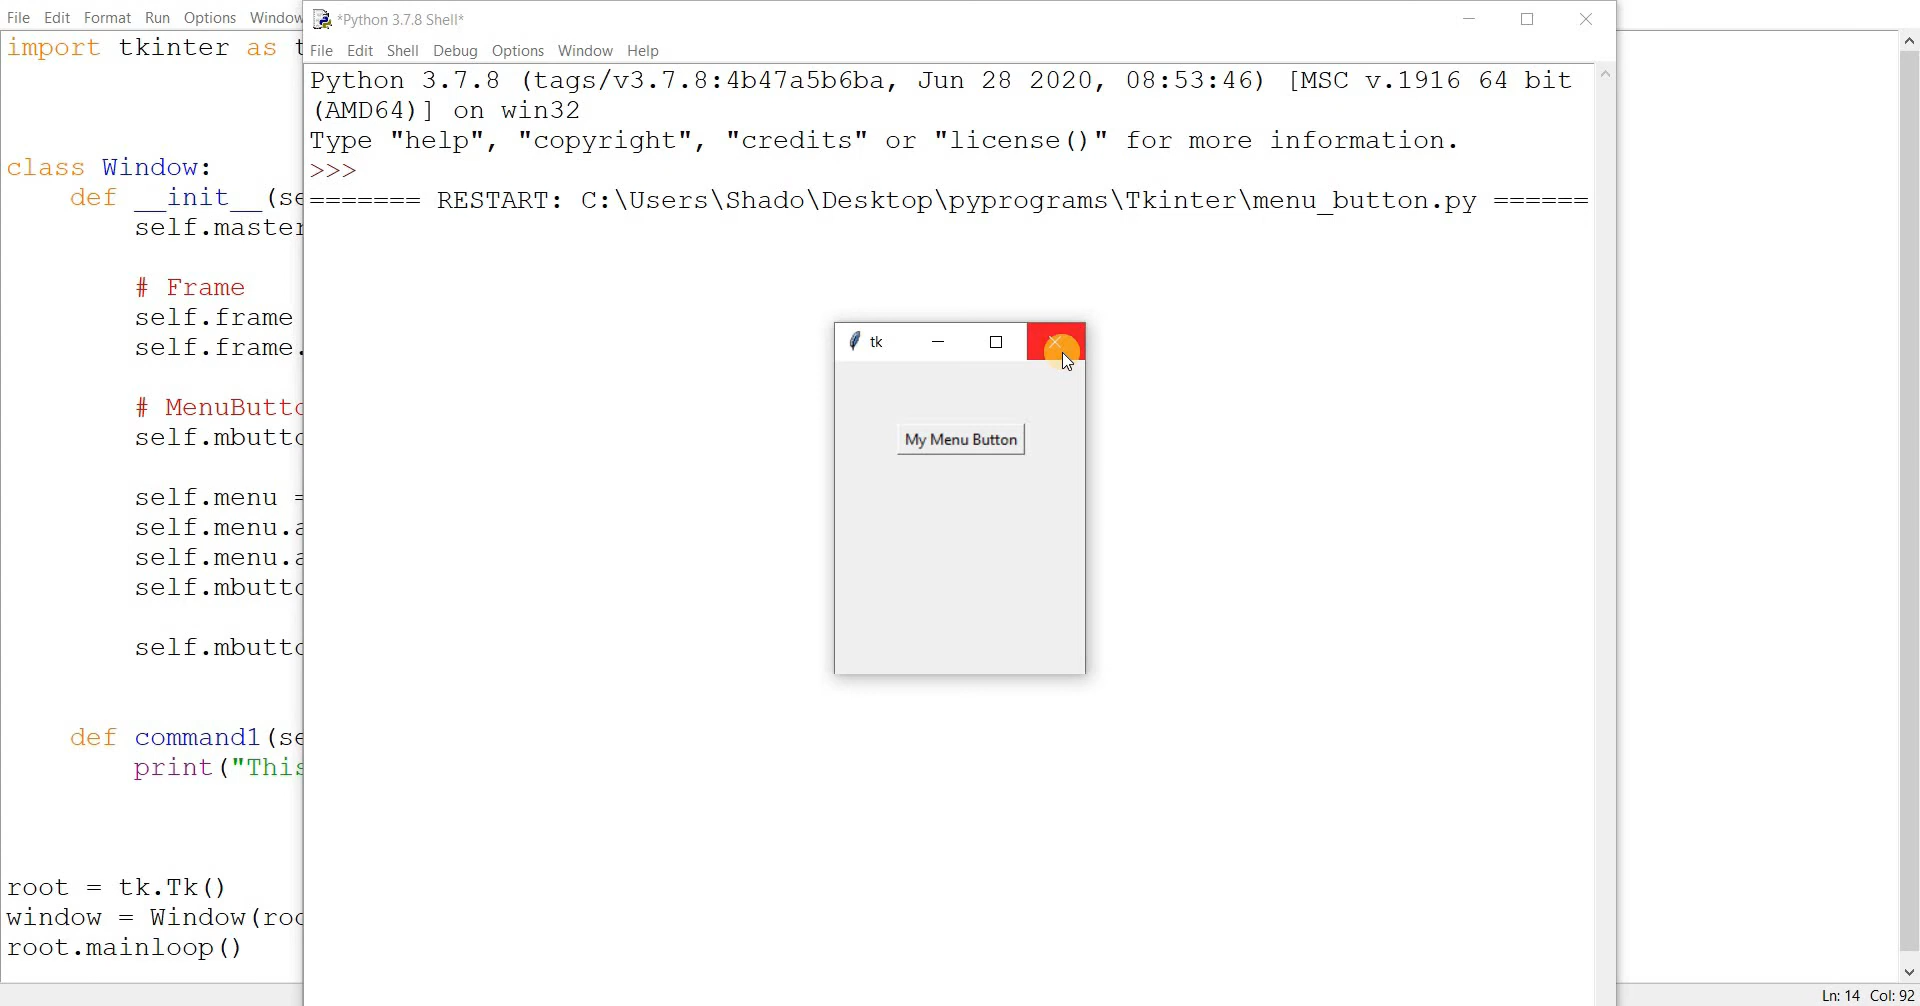 File Edit Format Run Options Window
import tkinter as t
class Window:
def __init__(se
self.master
# Frame
self.frame
self.frame.
# MenuButto
self.mbutto
self.menu =
self.menu.a
self.menu.a
self.mbutto
self.mbutto
def command1(se
print("This
root = tk.Tk()
window = Window(roo
root.mainloop()
*Python 3.7.8 Shell*
File Edit Shell Debug Options Window Help
Python 3.7.8 (tags/v3.7.8:4b47a5b6ba, Jun 28 2020, 08:53:46) [MSC v.1916 64 bit
(AMD64)] on win32
Type "help", "copyright", "credits" or "license()" for more information.
>>>
======= RESTART: C:\Users\Shado\Desktop\pyprograms\Tkinter\menu_button.py ======
tk
My Menu Button
Ln: 14 Col: 92